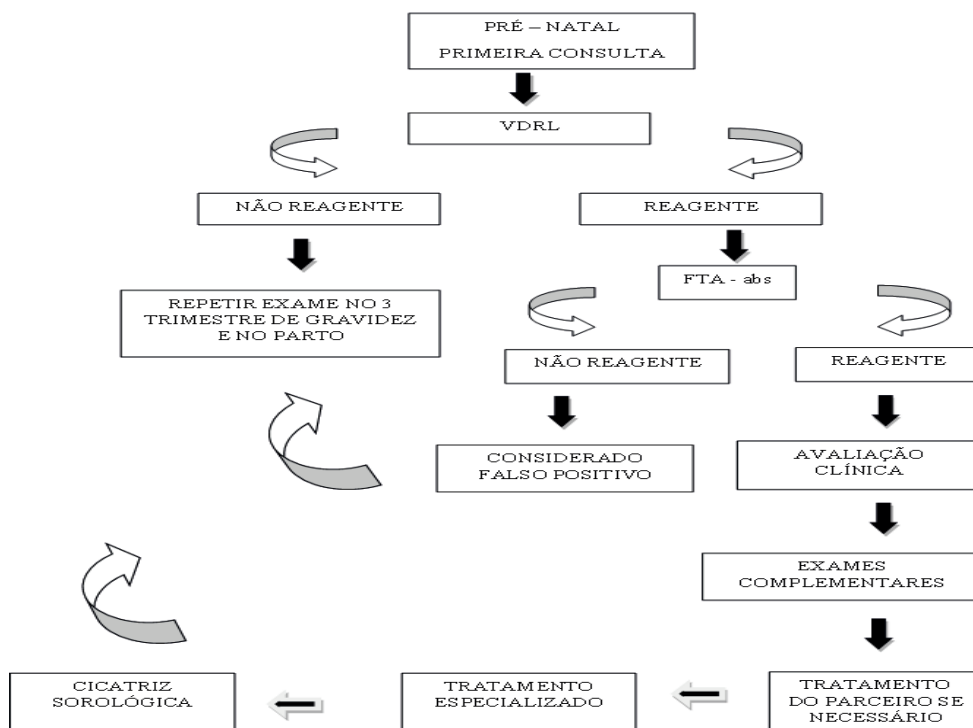 PRÉ – NATAL
PRIMEIRA CONSULTA
VDRL
NÃO REAGENTE
REAGENTE
FTA - abs
REPETIR EXAME NO 3
TRIMESTRE DE GRAVIDEZ
E NO PARTO
NÃO REAGENTE
REAGENTE
CONSIDERADO
FALSO POSITIVO
AVALIAÇÃO
CLÍNICA
EXAMES
COMPLEMENTARES
CICATRIZ
SOROLÓGICA
TRATAMENTO
ESPECIALIZADO
TRATAMENTO
DO PARCEIRO SE
NECESSÁRIO